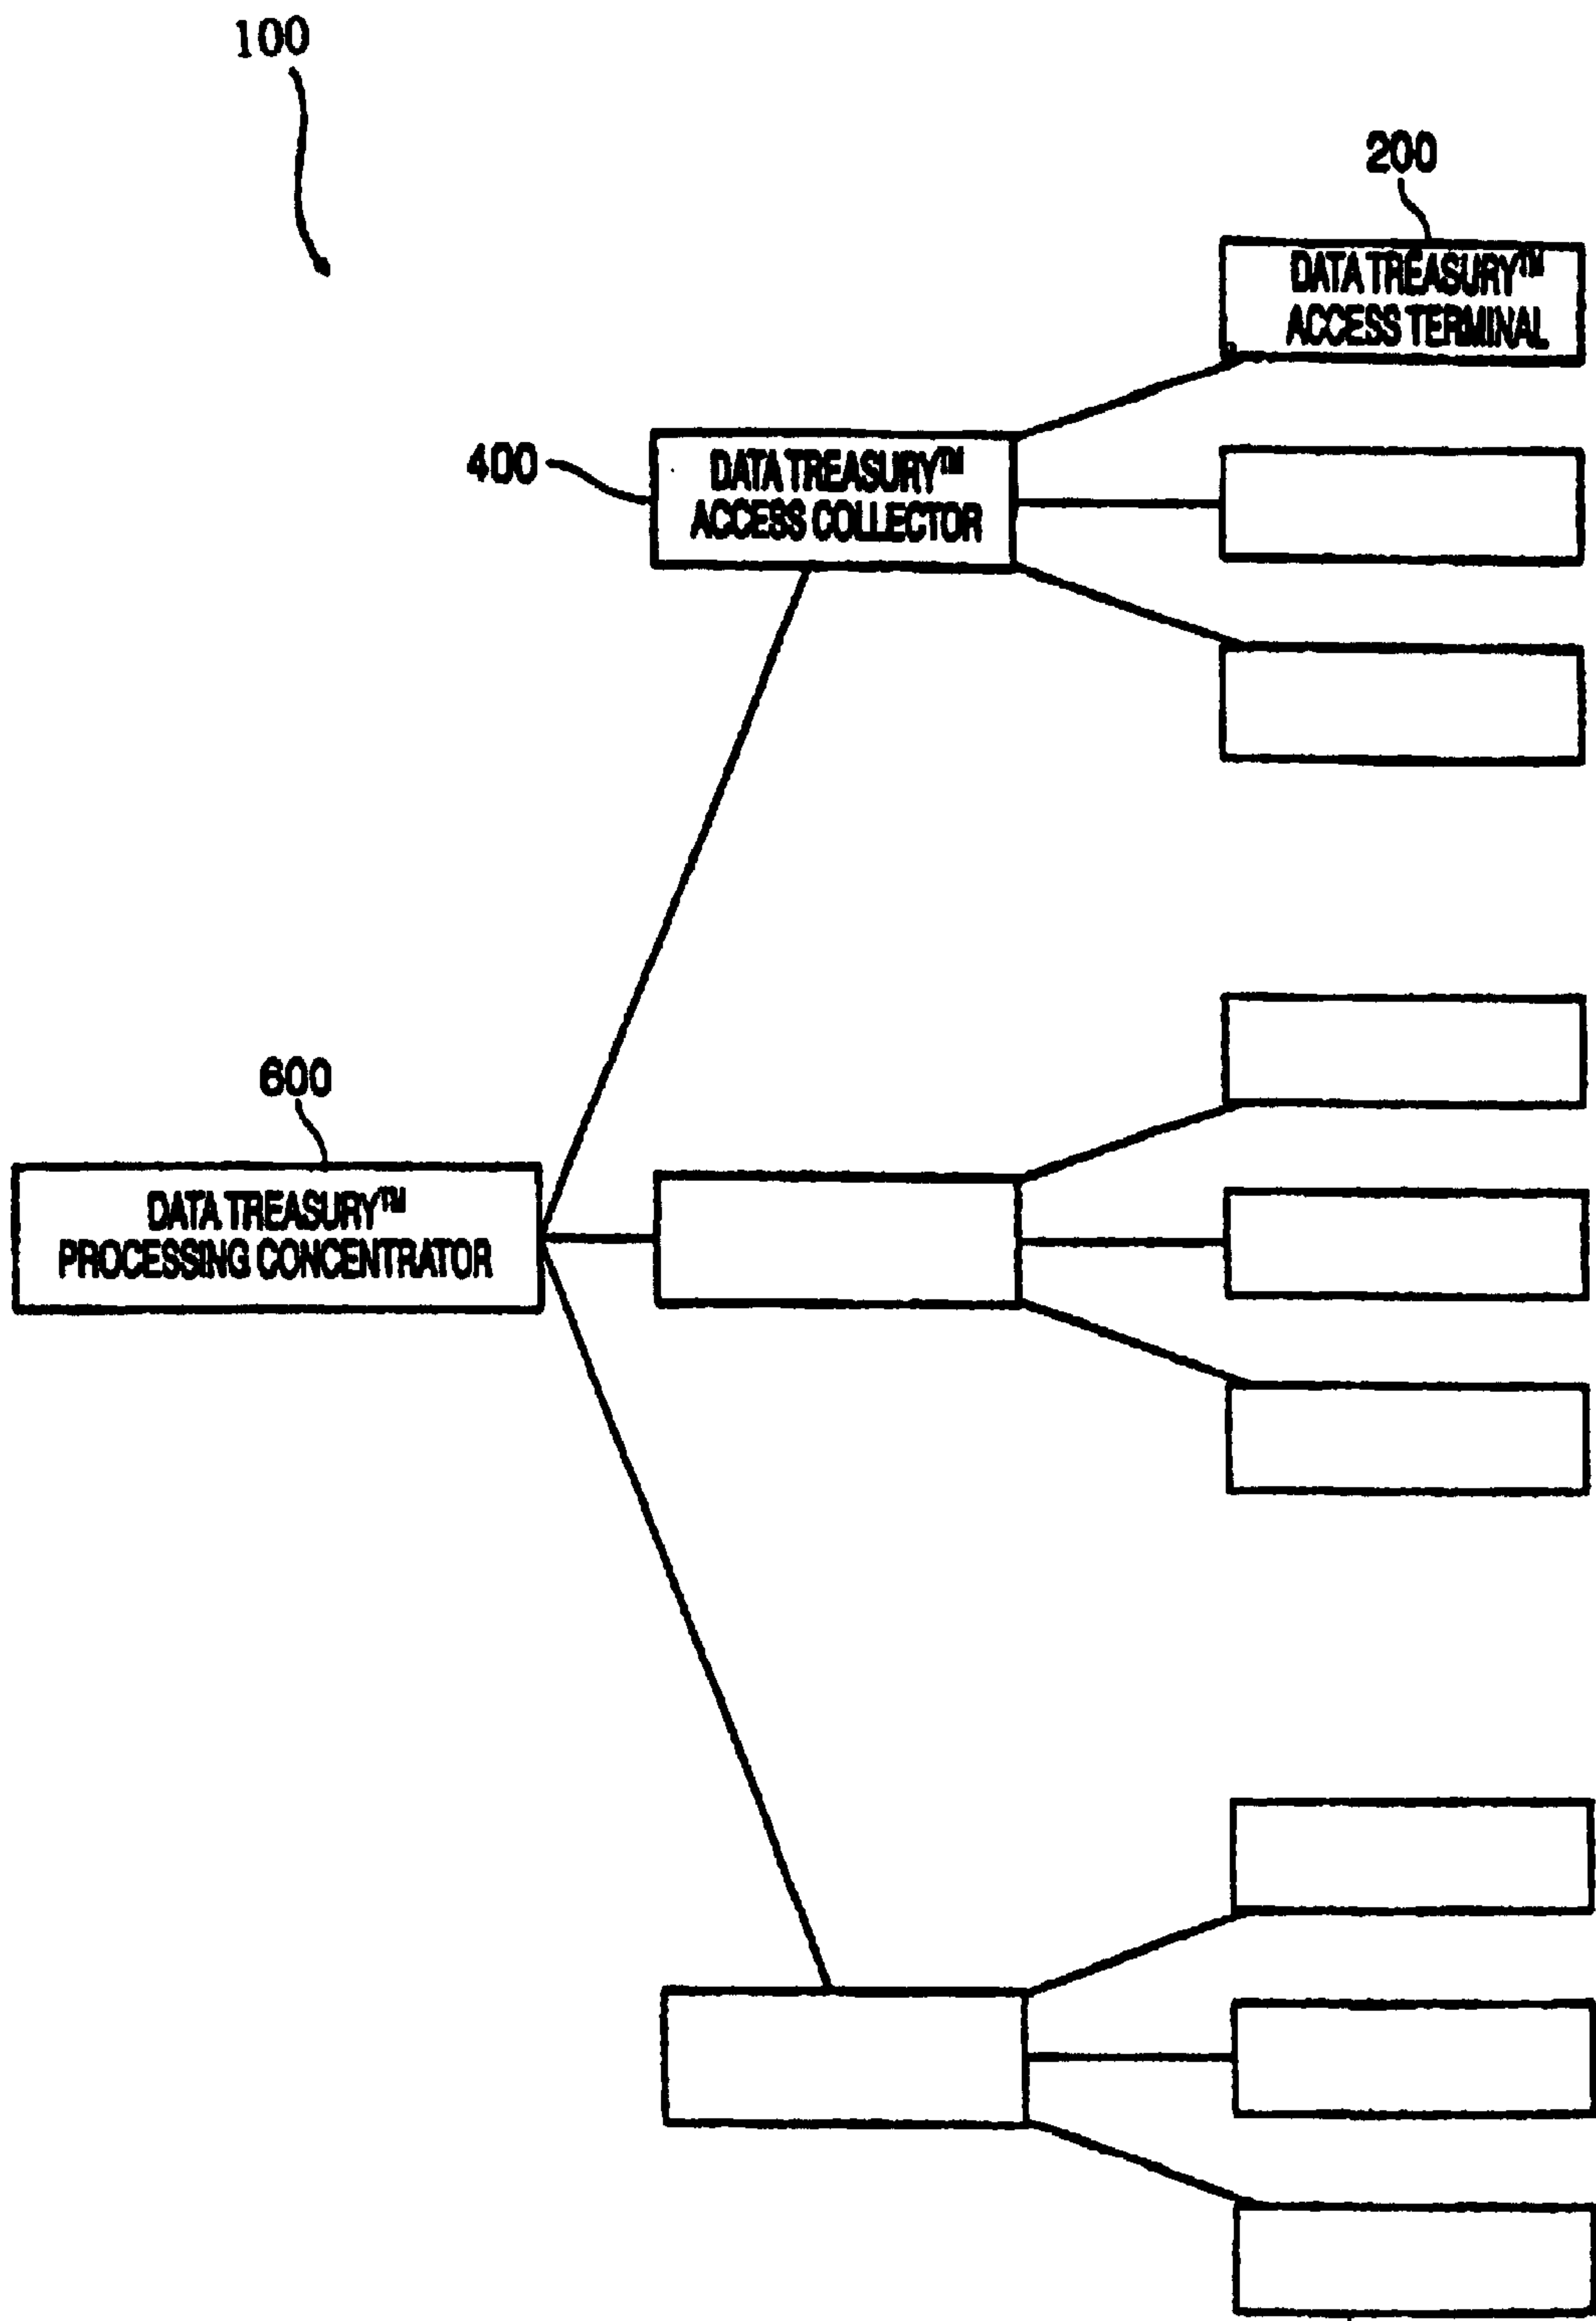 100
200
DATA TREASURY™
ACCESS TERMINAL
400
DATA TREASURY™
ACCESS COLLECTOR
600
DATA TREASURY™
PROCESSING CONCENTRATOR